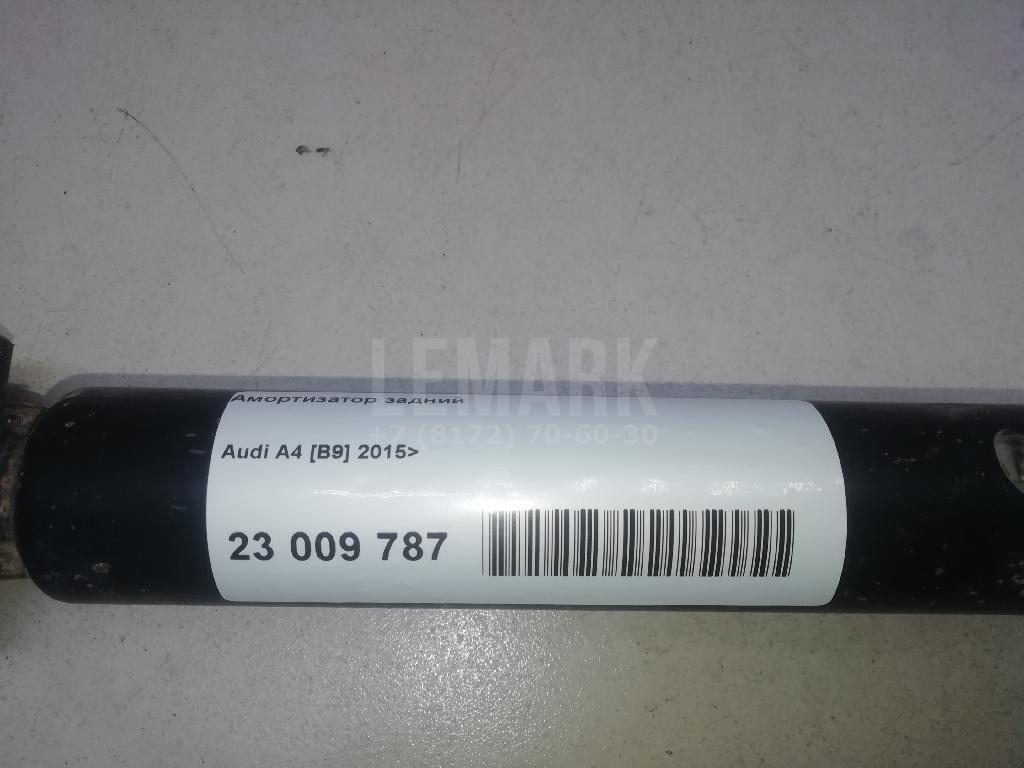 LEMARK
Амортизатор задний
+7 (8172) 70-60-30
Audi A4 [B9] 2015>
23 009 787